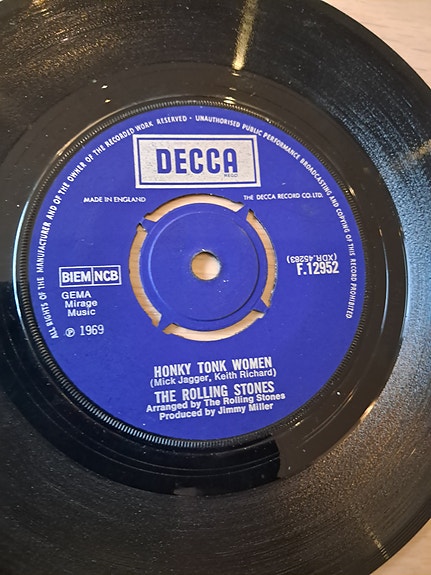 ALL RIGHTS OF THE MANUFACTURER AND OF THE OWNER OF THE RECORDED WORK RESERVED · UNAUTHORISED PUBLIC PERFORMANCE BROADCASTING AND COPYING OF THIS RECORD PROHIBITED
DECCA
REGD
MADE IN ENGLAND
THE DECCA RECORD CO. LTD.
BIEM NCB
GEMA
Mirage
Music
℗ 1969
(XDR.45283)
F.12952
HONKY TONK WOMEN
(Mick Jagger, Keith Richard)
THE ROLLING STONES
Arranged by The Rolling Stones
Produced by Jimmy Miller